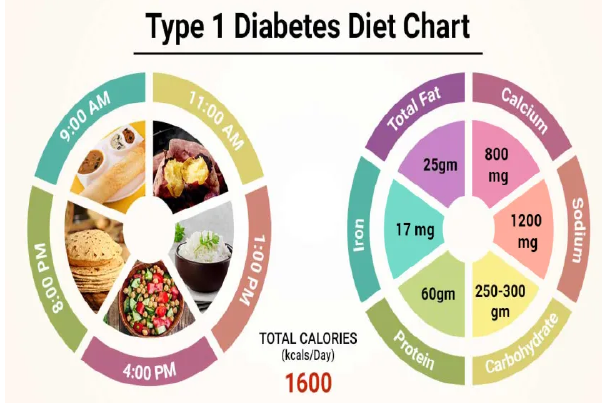 Type 1 Diabetes Diet Chart
9:00 AM
11:00 AM
1:00 PM
4:00 PM
8:00 PM
TOTAL CALORIES
(kcals/Day)
1600
Total Fat
25gm
Calcium
800
mg
Sodium
1200
mg
Carbohydrate
250-300
gm
Protein
60gm
Iron
17 mg